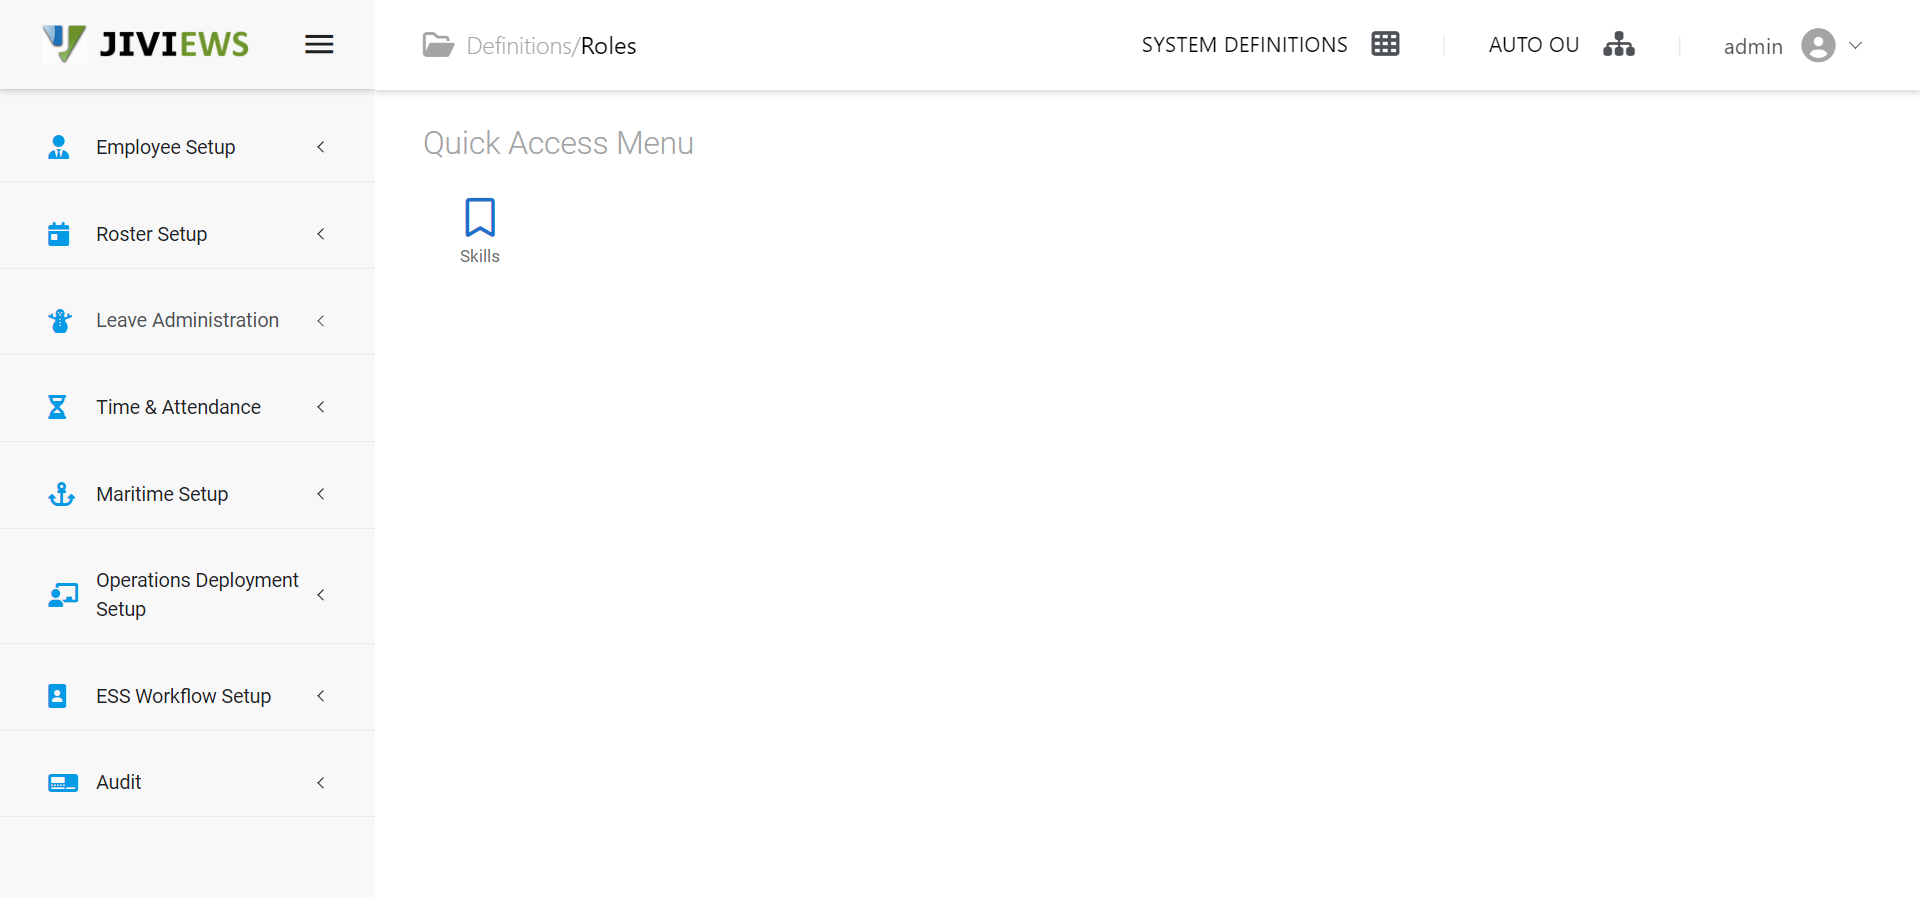 JIVIEWS
Definitions/Roles
SYSTEM DEFINITIONS
AUTO OU
admin
Employee Setup
Roster Setup
Leave Administration
Time & Attendance
Maritime Setup
Operations Deployment
Setup
ESS Workflow Setup
Audit
Quick Access Menu
Skills